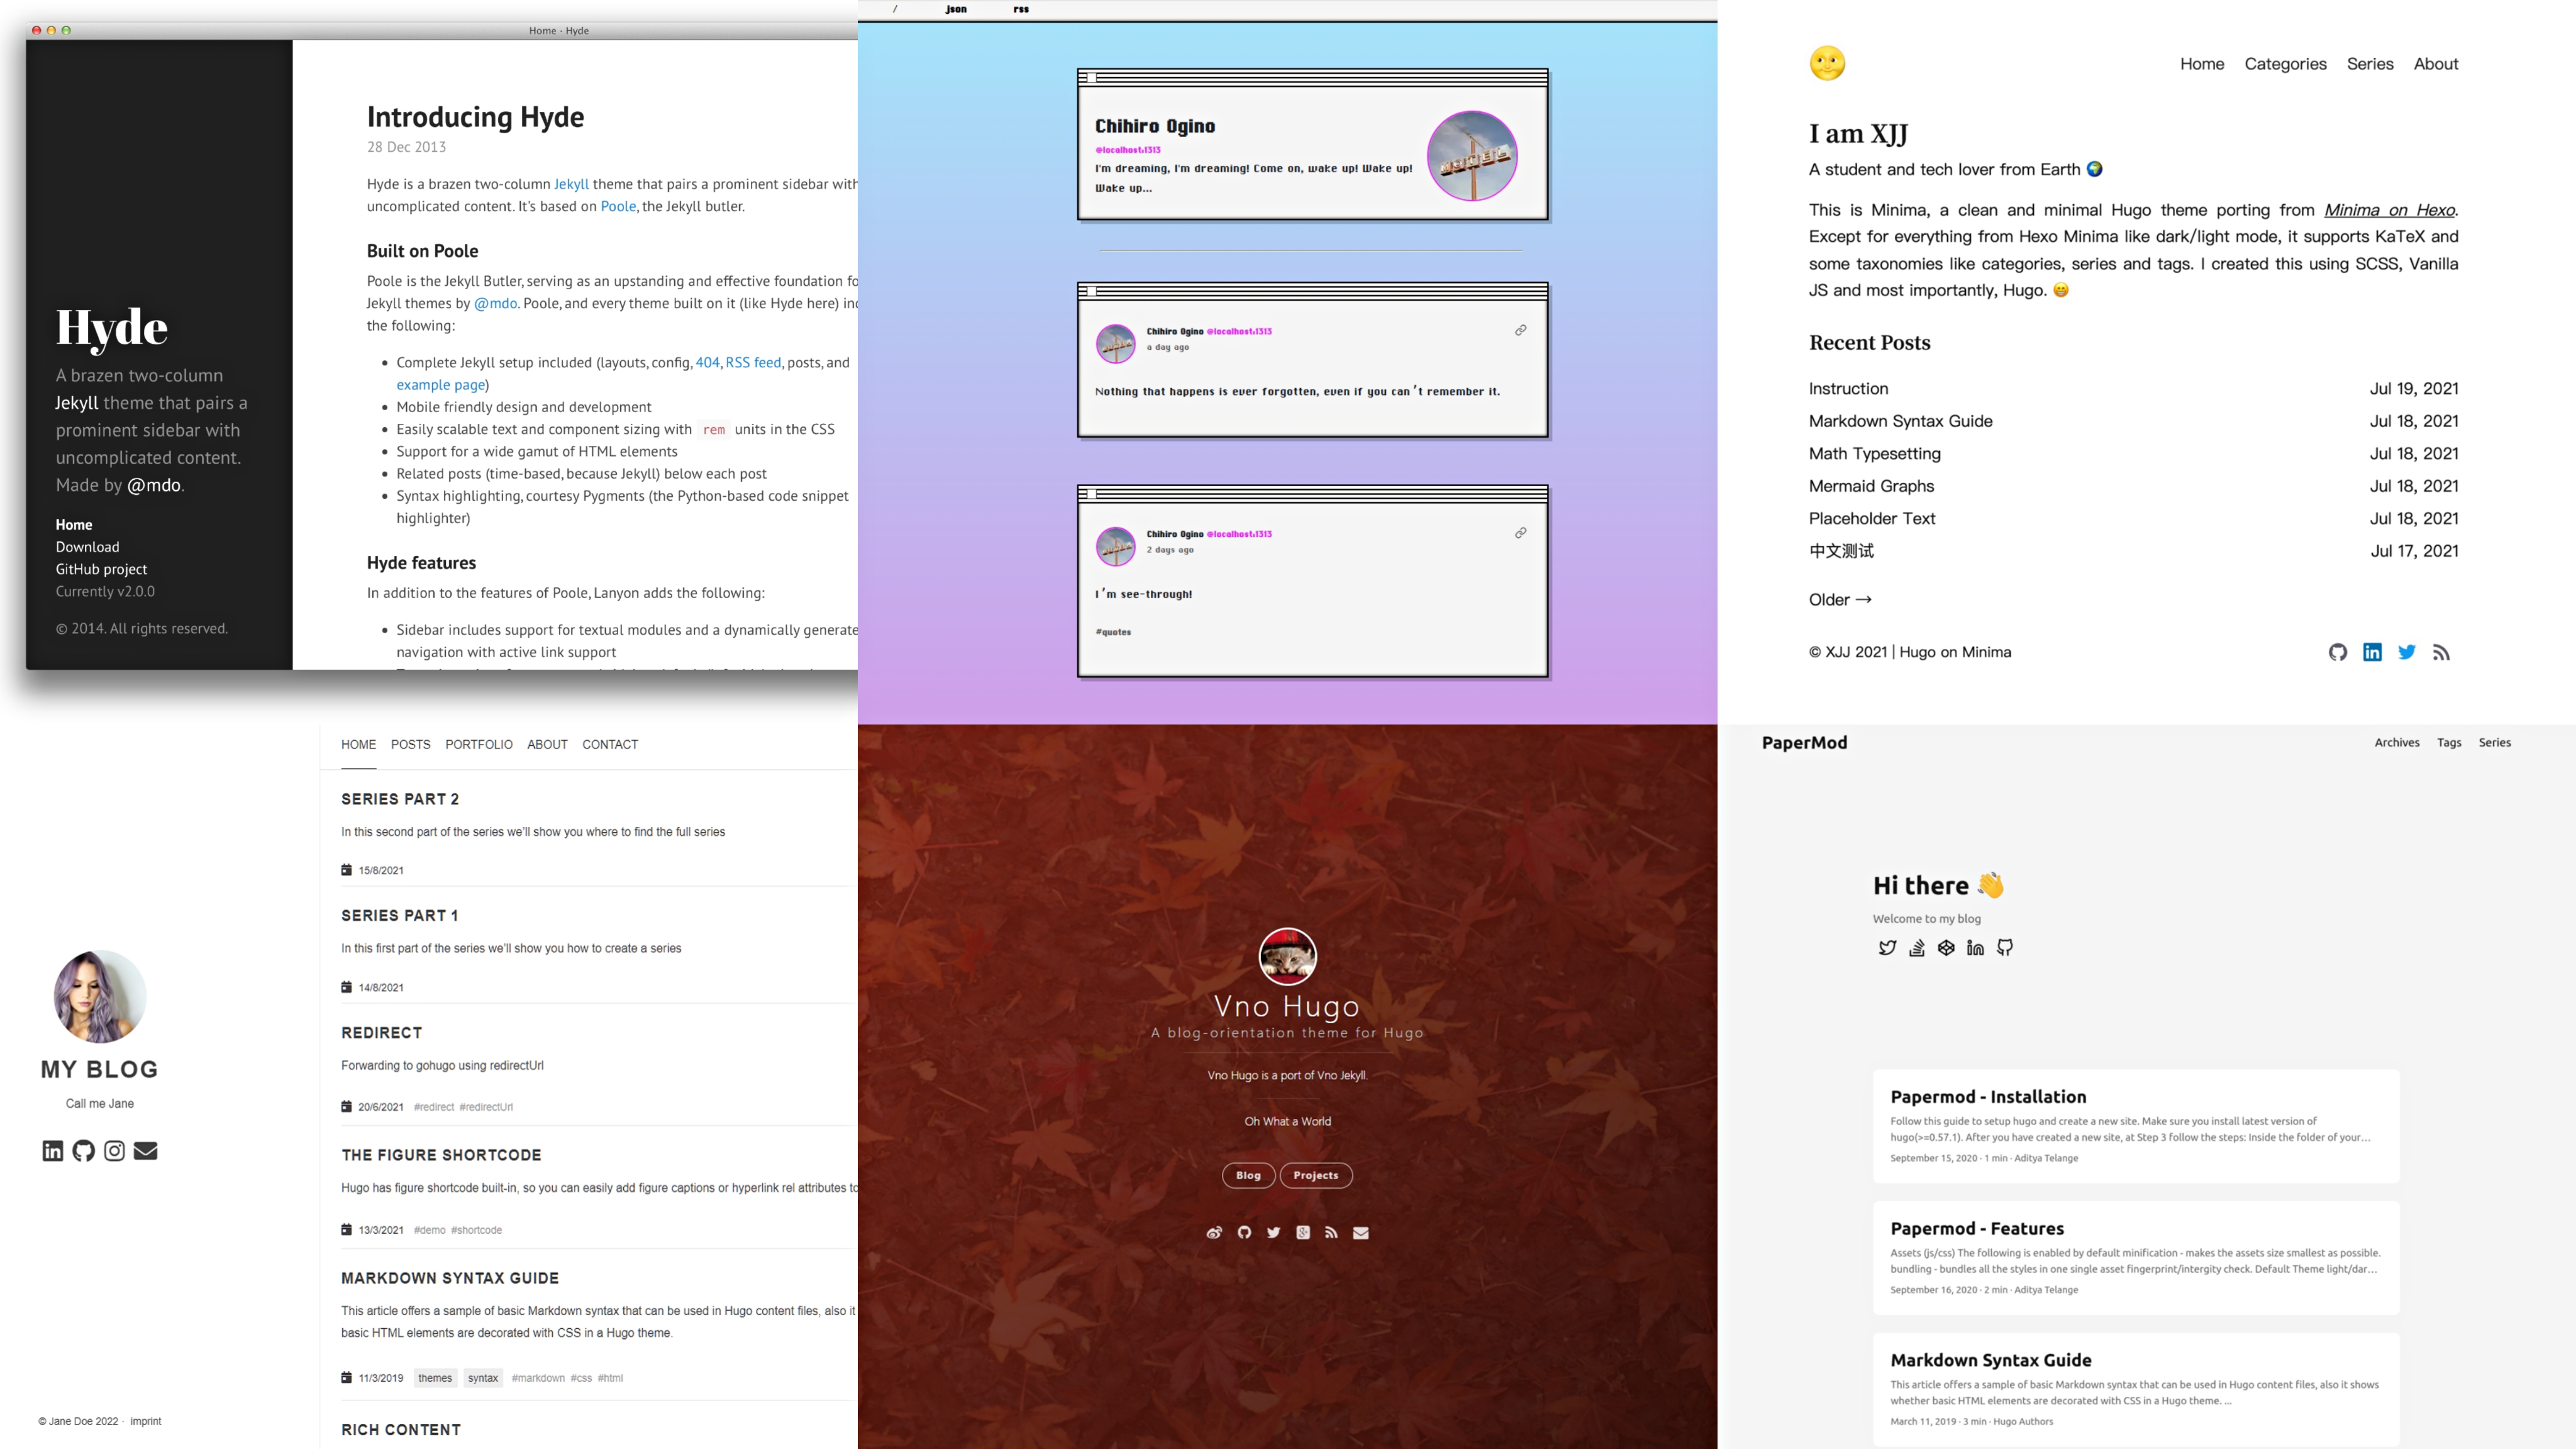 Home - Hyde
Hyde
A brazen two-column
Jekyll theme that pairs a
prominent sidebar with
uncomplicated content.
Made by @mdo.
Home
Download
GitHub project
Currently v2.0.0
© 2014. All rights reserved.
Introducing Hyde
28 Dec 2013
Hyde is a brazen two-column Jekyll theme that pairs a prominent sidebar with
uncomplicated content. It's based on Poole, the Jekyll butler.
Built on Poole
Poole is the Jekyll Butler, serving as an upstanding and effective foundation fo
Jekyll themes by @mdo. Poole, and every theme built on it (like Hyde here) inc
the following:
• Complete Jekyll setup included (layouts, config, 404, RSS feed, posts, and
example page)
• Mobile friendly design and development
• Easily scalable text and component sizing with rem units in the CSS
• Support for a wide gamut of HTML elements
• Related posts (time-based, because Jekyll) below each post
• Syntax highlighting, courtesy Pygments (the Python-based code snippet
highlighter)
Hyde features
In addition to the features of Poole, Lanyon adds the following:
• Sidebar includes support for textual modules and a dynamically generate
navigation with active link support
/ json rss
Chihiro Ogino
@localhost:1313
I'm dreaming, I'm dreaming! Come on, wake up! Wake up!
Wake up...
Chihiro Ogino @localhost:1313
a day ago
Nothing that happens is ever forgotten, even if you can't remember it.
Chihiro Ogino @localhost:1313
2 days ago
I'm see-through!
#quotes
Home Categories Series About
I am XJJ
A student and tech lover from Earth 🌍
This is Minima, a clean and minimal Hugo theme porting from Minima on Hexo.
Except for everything from Hexo Minima like dark/light mode, it supports KaTeX and
some taxonomies like categories, series and tags. I created this using SCSS, Vanilla
JS and most importantly, Hugo. 😁
Recent Posts
Instruction Jul 19, 2021
Markdown Syntax Guide Jul 18, 2021
Math Typesetting Jul 18, 2021
Mermaid Graphs Jul 18, 2021
Placeholder Text Jul 18, 2021
中文测试 Jul 17, 2021
Older →
© XJJ 2021 | Hugo on Minima
MY BLOG
Call me Jane
© Jane Doe 2022 · imprint
HOME POSTS PORTFOLIO ABOUT CONTACT
SERIES PART 2
In this second part of the series we'll show you where to find the full series
15/8/2021
SERIES PART 1
In this first part of the series we'll show you how to create a series
14/8/2021
REDIRECT
Forwarding to gohugo using redirectUrl
20/6/2021 #redirect #redirectUrl
THE FIGURE SHORTCODE
Hugo has figure shortcode built-in, so you can easily add figure captions or hyperlink rel attributes to
13/3/2021 #demo #shortcode
MARKDOWN SYNTAX GUIDE
This article offers a sample of basic Markdown syntax that can be used in Hugo content files, also it
basic HTML elements are decorated with CSS in a Hugo theme.
11/3/2019 themes syntax #markdown #css #html
RICH CONTENT
Vno Hugo
A blog-orientation theme for Hugo
Vno Hugo is a port of Vno Jekyll.
Oh What a World
Blog Projects
PaperMod
Archives Tags Series
Hi there 👋
Welcome to my blog
Papermod - Installation
Follow this guide to setup hugo and create a new site. Make sure you install latest version of
hugo(>=0.57.1). After you have created a new site, at Step 3 follow the steps: Inside the folder of your...
September 15, 2020 · 1 min · Aditya Telange
Papermod - Features
Assets (js/css) The following is enabled by default minification - makes the assets size smallest as possible.
bundling - bundles all the styles in one single asset fingerprint/intergity check. Default Theme light/dar...
September 16, 2020 · 2 min · Aditya Telange
Markdown Syntax Guide
This article offers a sample of basic Markdown syntax that can be used in Hugo content files, also it shows
whether basic HTML elements are decorated with CSS in a Hugo theme. ...
March 11, 2019 · 3 min · Hugo Authors